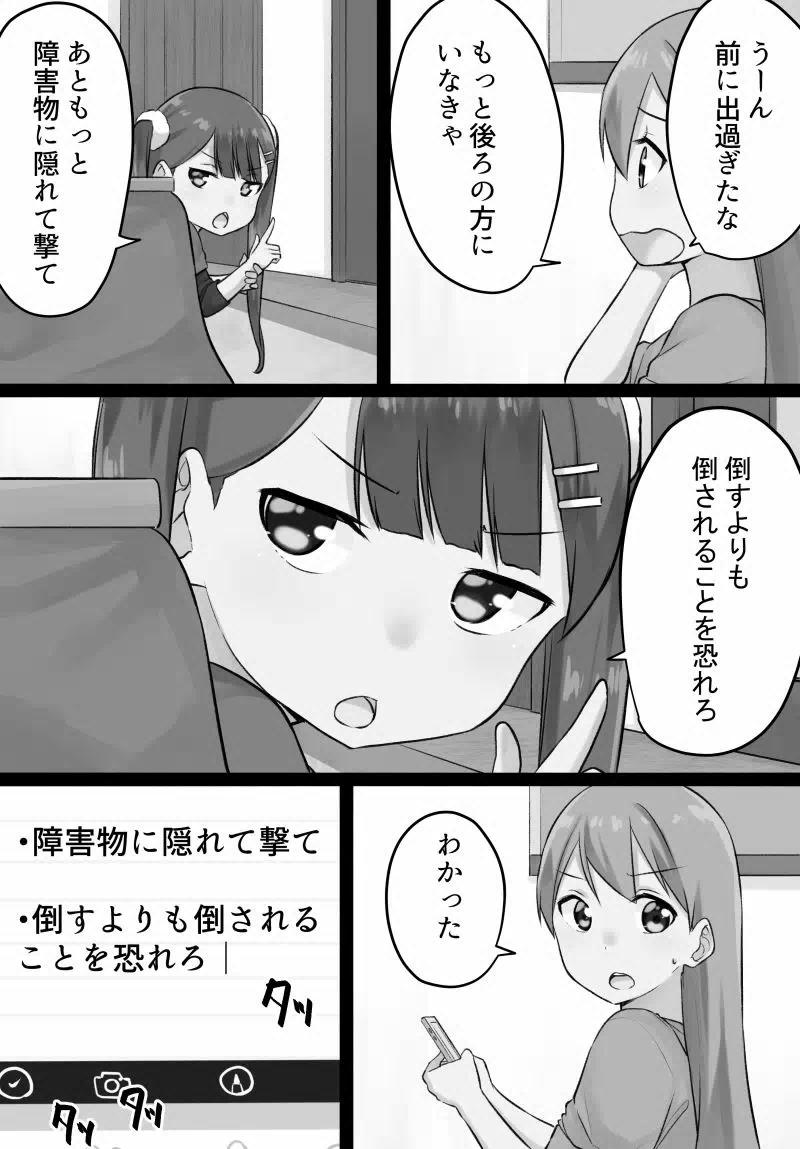 うーん
前に出過ぎたな
もっと後ろの方に
いなきゃ
あともっと
障害物に隠れて撃て
倒すよりも
倒されることを恐れろ
わかった
・障害物に隠れて撃て
・倒すよりも倒される
ことを恐れろ
タッ
タッ
タッ